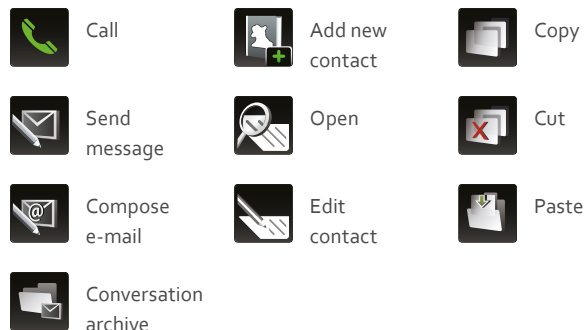 Call
Send
message
Compose
e-mail
Conversation
archive
Add new
contact
Open
Edit
contact
Copy
Cut
Paste